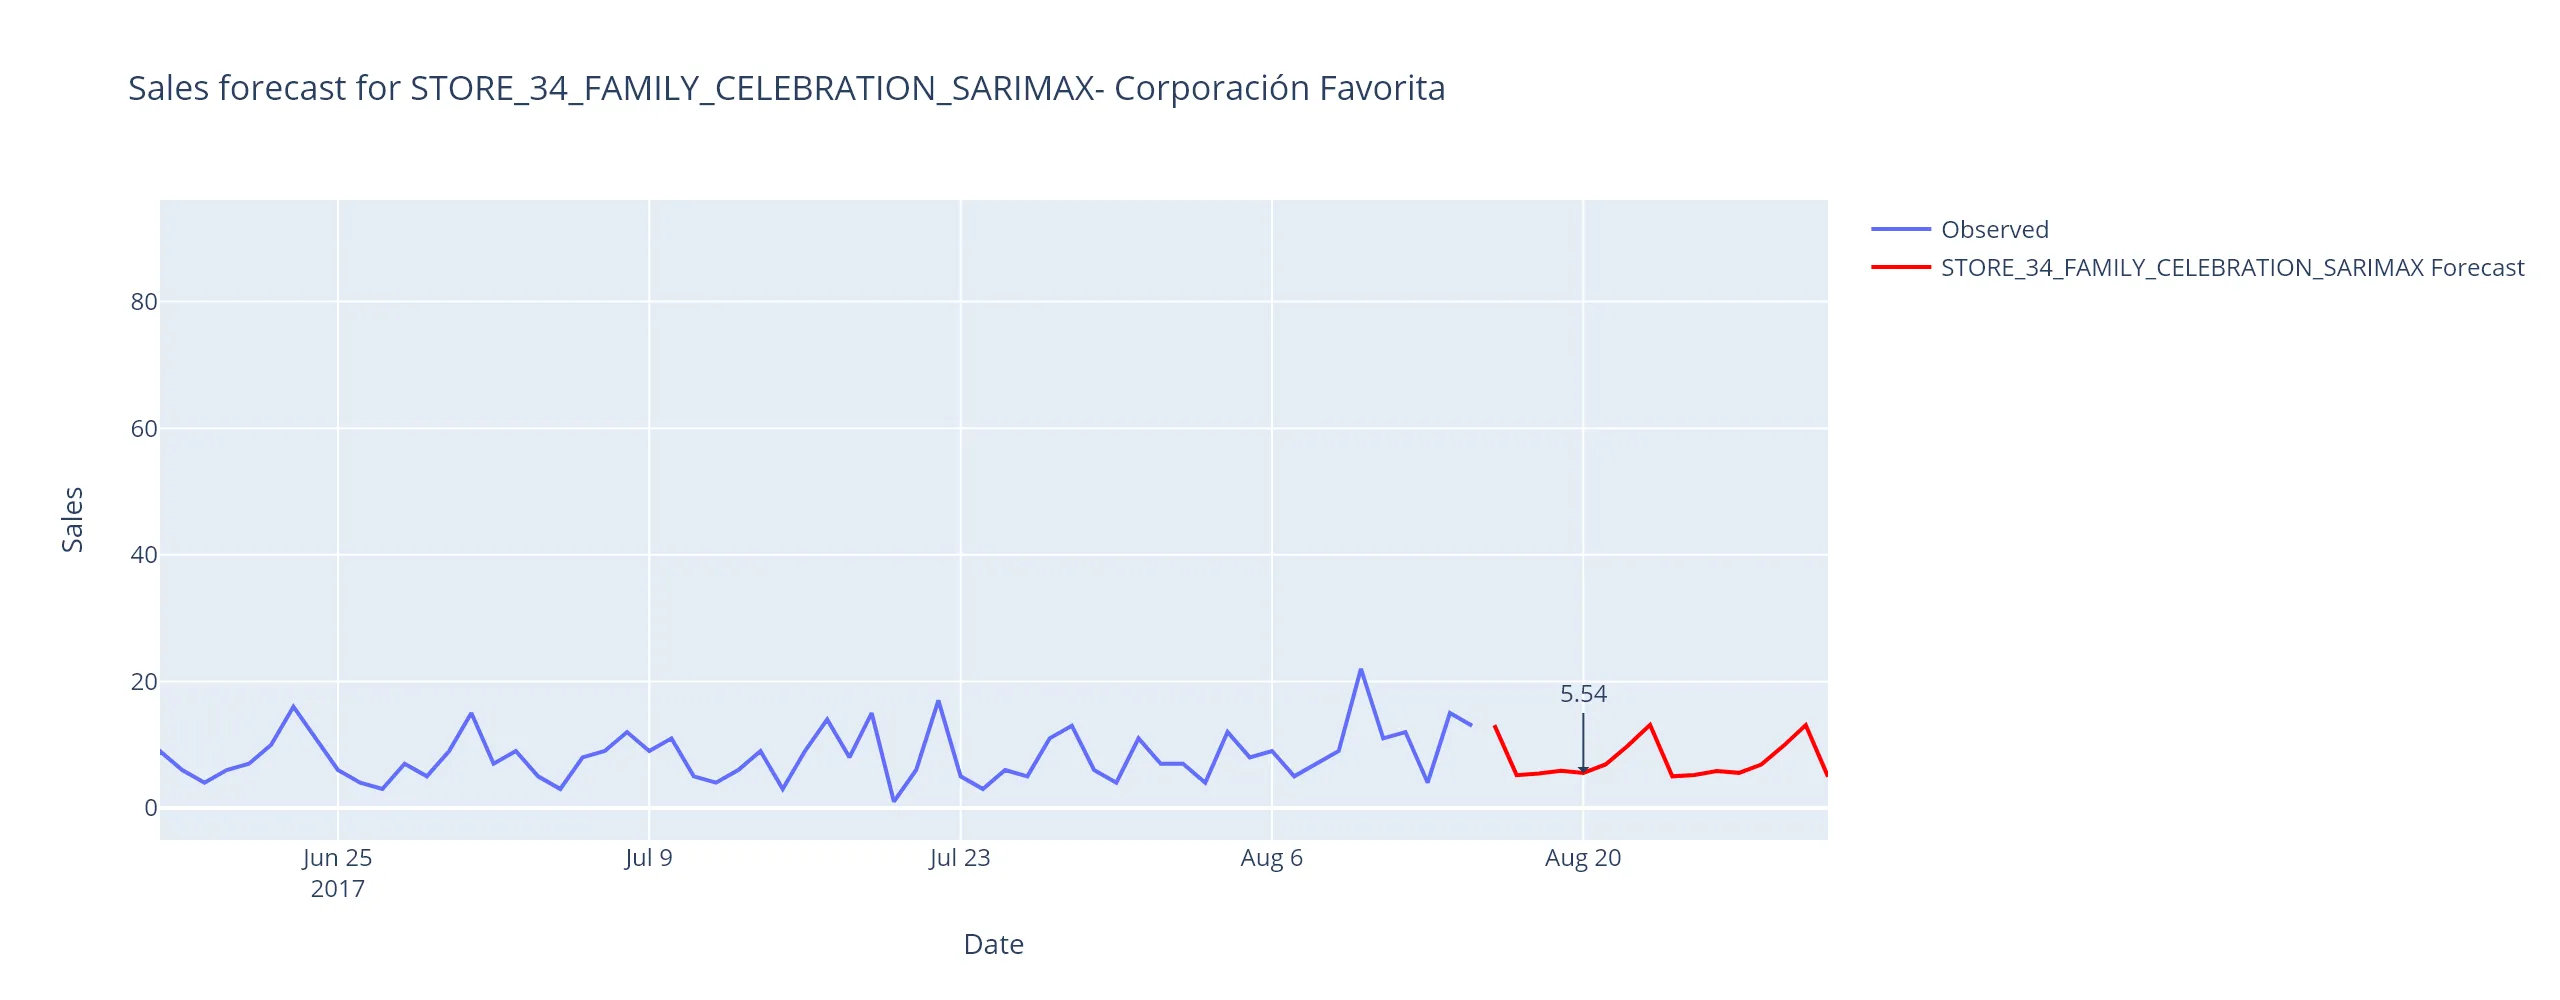 Sales forecast for STORE_34_FAMILY_CELEBRATION_SARIMAX- Corporación Favorita
Observed
STORE_34_FAMILY_CELEBRATION_SARIMAX Forecast
80
60
40
20
0
Sales
5.54
Jun 25
2017
Jul 9
Jul 23
Aug 6
Aug 20
Date